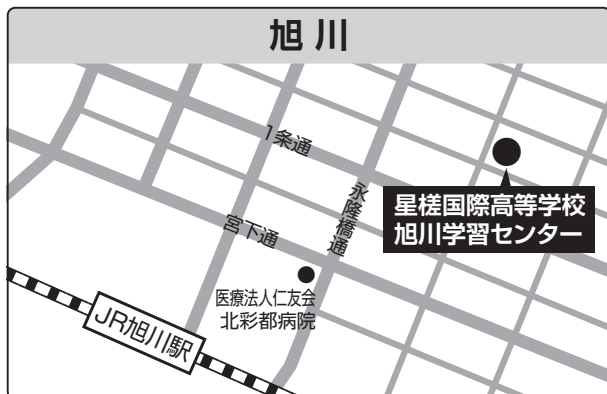 旭川
1条通
永隆橋通
宮下通
星槎国際高等学校
旭川学習センター
医療法人仁友会
北彩都病院
JR旭川駅